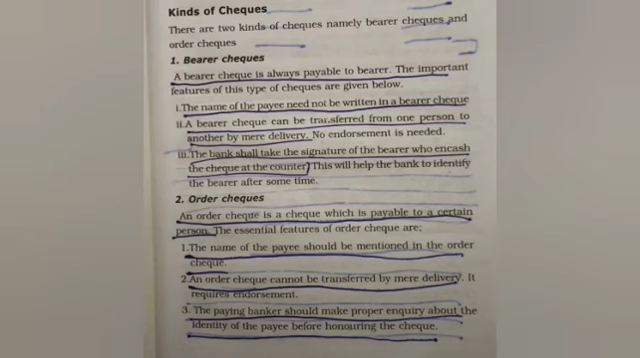 Kinds of Cheques
There are two kinds of cheques namely bearer cheques and
order cheques
1. Bearer cheques
A bearer cheque is always payable to bearer. The important
features of this type of cheques are given below.
i.The name of the payee need not be written in a bearer cheque
ii.A bearer cheque can be transferred from one person to
another by mere delivery. No endorsement is needed.
iii.The bank shall take the signature of the bearer who encash
the cheque at the counter. This will help the bank to identify
the bearer after some time.
2. Order cheques
An order cheque is a cheque which is payable to a certain
person. The essential features of order cheque are;
1.The name of the payee should be mentioned in the order
cheque.
2.An order cheque cannot be transferred by mere delivery. It
requires endorsement.
3. The paying banker should make proper enquiry about the
identity of the payee before honouring the cheque.